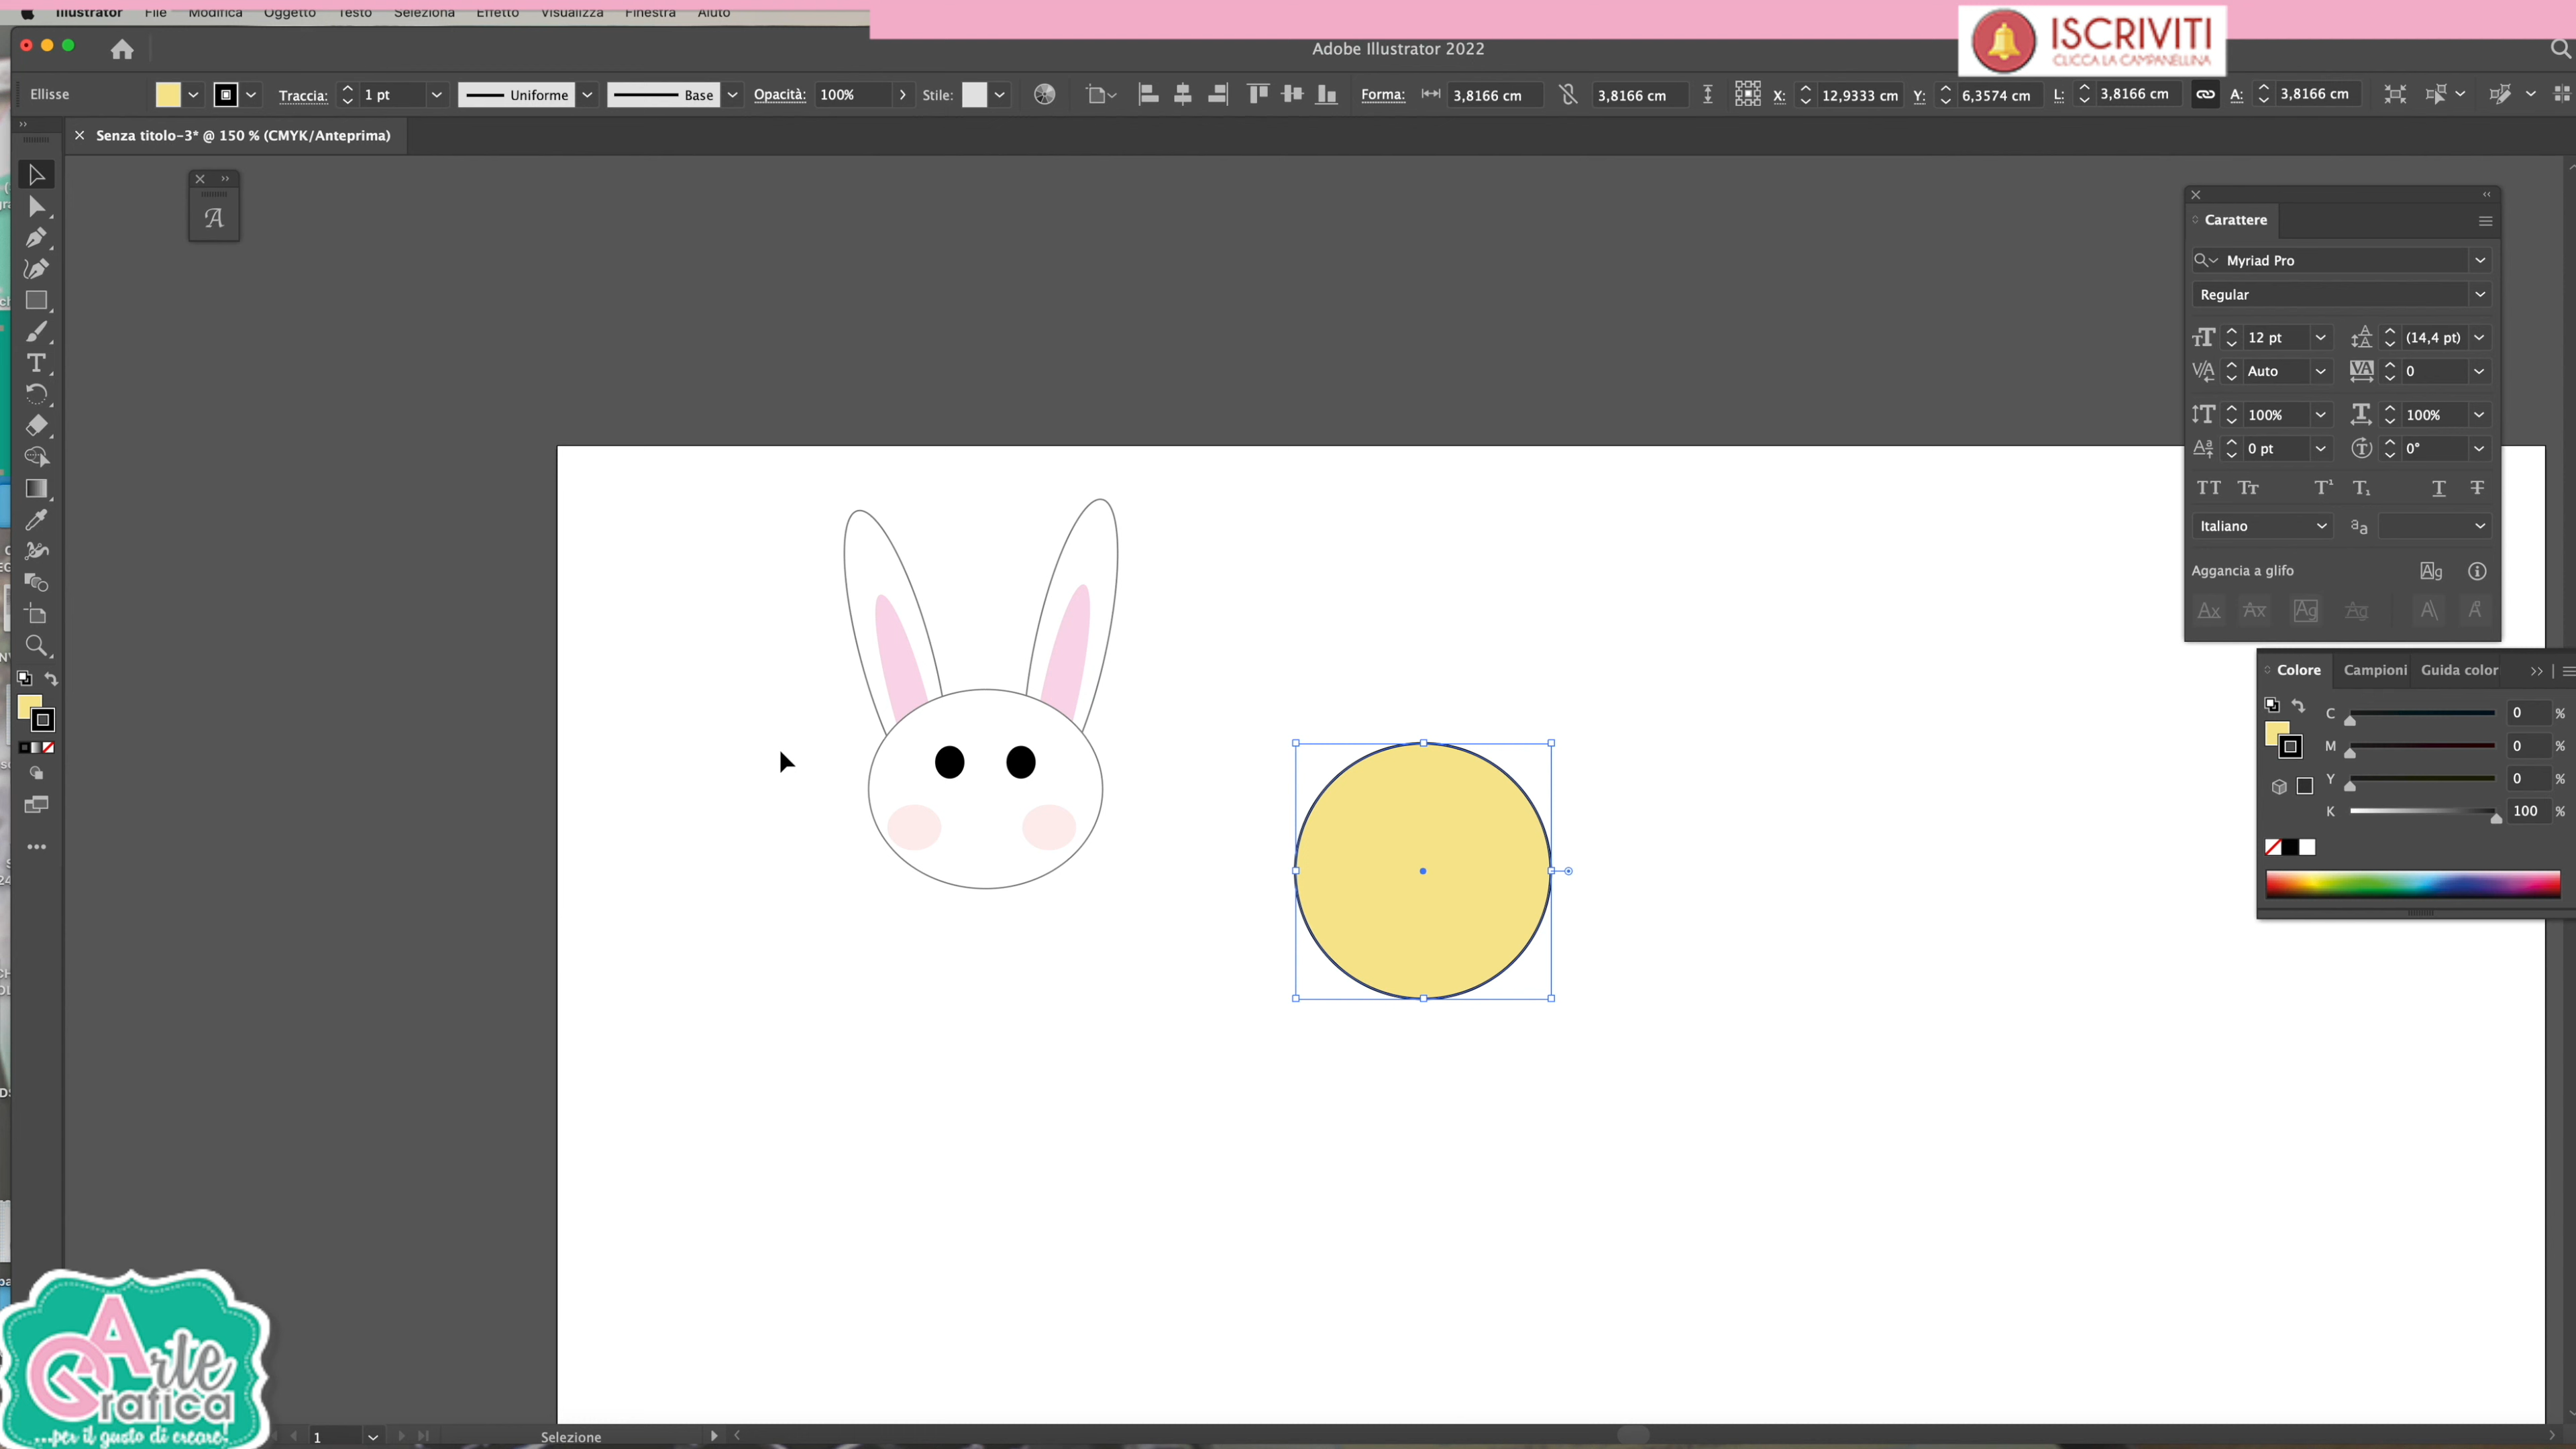 Illustrator File Modifica Oggetto Testo Seleziona Effetto Visualizza Finestra Aiuto
ISCRIVITI
CLICCA LA CAMPANELLINA
Adobe Illustrator 2022
Ellisse Traccia: 1 pt Uniforme Base Opacità: 100% Stile: Forma: 3,8166 cm 3,8166 cm X: 12,9333 cm Y: 6,3574 cm L: 3,8166 cm A: 3,8166 cm
Senza titolo-3* @ 150 % (CMYK/Anteprima)
Carattere
Myriad Pro
Regular
12 pt (14,4 pt)
Auto 0
100% 100%
0 pt 0°
Italiano
Aggancia a glifo
Colore Campioni Guida color
C 0 %
M 0 %
Y 0 %
K 100 %
Arte
Grafica
...per il gusto di creare!
1 Selezione